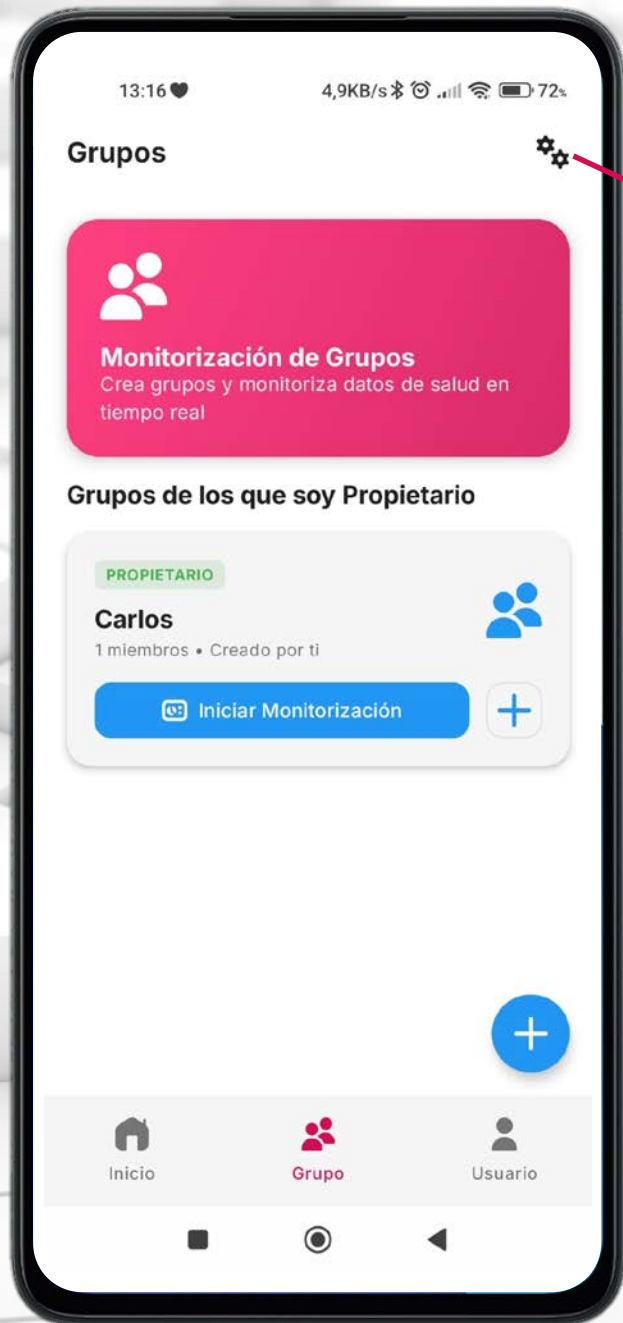 13:16 4,9KB/s 72%
Grupos
Monitorización de Grupos
Crea grupos y monitoriza datos de salud en
tiempo real
Grupos de los que soy Propietario
PROPIETARIO
Carlos
1 miembros • Creado por ti
Iniciar Monitorización
Inicio Grupo Usuario